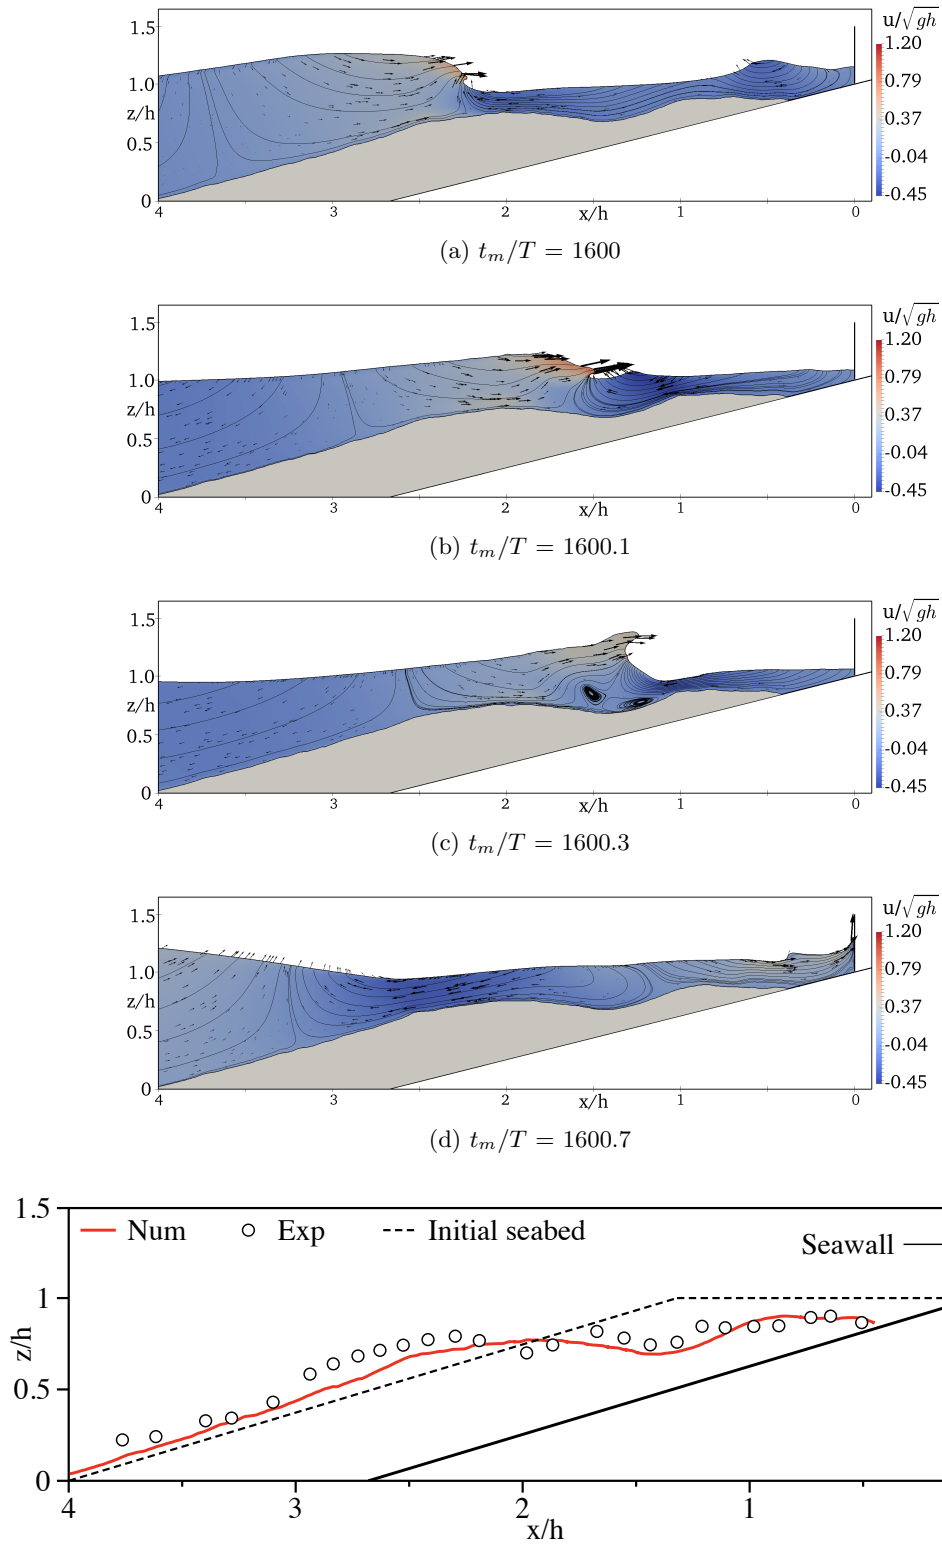 u/√gh
1.5
1.20
1.0
0.79
z/h
0.37
0.5
-0.04
0
-0.45
4 3 2 1 0
x/h
(a) tₘ/T = 1600
u/√gh
1.5
1.20
1.0
0.79
z/h
0.37
0.5
-0.04
0
-0.45
4 3 2 1 0
x/h
(b) tₘ/T = 1600.1
u/√gh
1.5
1.20
1.0
0.79
z/h
0.37
0.5
-0.04
0
-0.45
4 3 2 1 0
x/h
(c) tₘ/T = 1600.3
u/√gh
1.5
1.20
1.0
0.79
z/h
0.37
0.5
-0.04
0
-0.45
4 3 2 1 0
x/h
(d) tₘ/T = 1600.7
1.5
Num Exp Initial seabed
Seawall
1
z/h
0.5
0
4 3 2 1
x/h